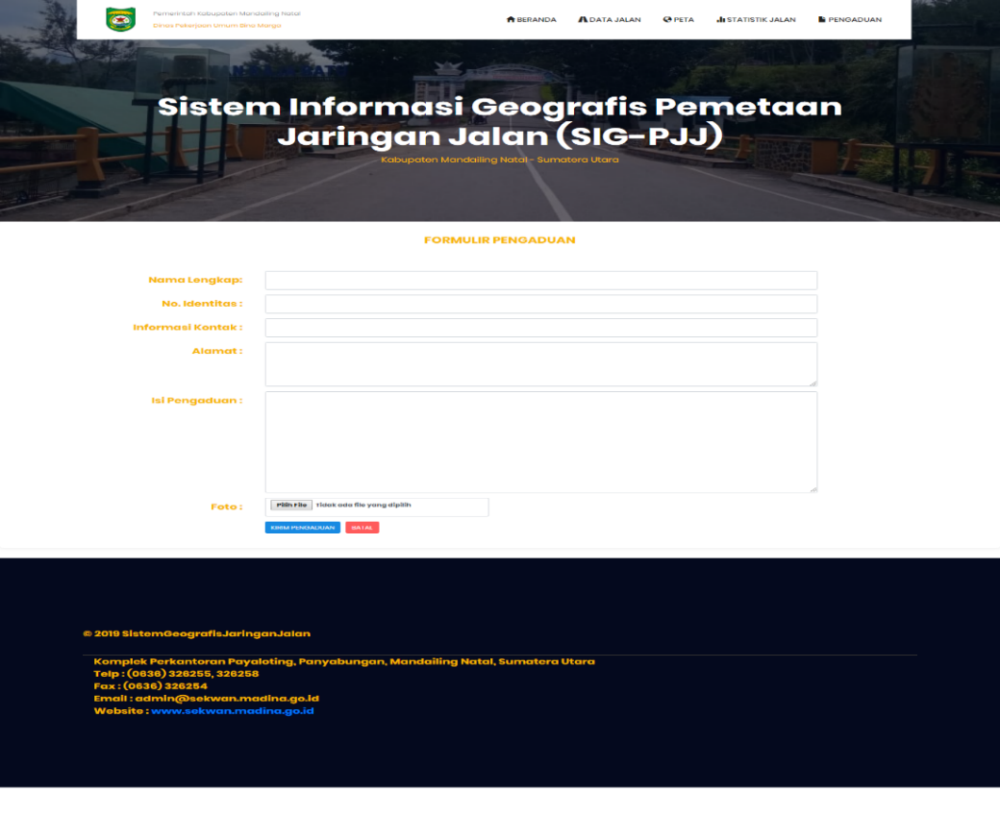 Pemerintah Kabupaten Mandailing Natal
Dinas Pekerjaan Umum Bina Marga
BERANDA
DATA JALAN
PETA
STATISTIK JALAN
PENGADUAN
Sistem Informasi Geografis Pemetaan
Jaringan Jalan (SIG-PJJ)
Kabupaten Mandailing Natal - Sumatera Utara
FORMULIR PENGADUAN
Nama Lengkap:
No. Identitas :
Informasi Kontak :
Alamat :
Isi Pengaduan :
Foto :
Pilih File Tidak ada file yang dipilih
KIRIM PENGADUAN BATAL
© 2019 SistemGeografisJaringanJalan
Komplek Perkantoran Payaloting, Panyabungan, Mandailing Natal, Sumatera Utara
Telp : (0636) 326255, 326258
Fax : (0636) 326254
Email : admin@sekwan.madina.go.id
Website : www.sekwan.madina.go.id